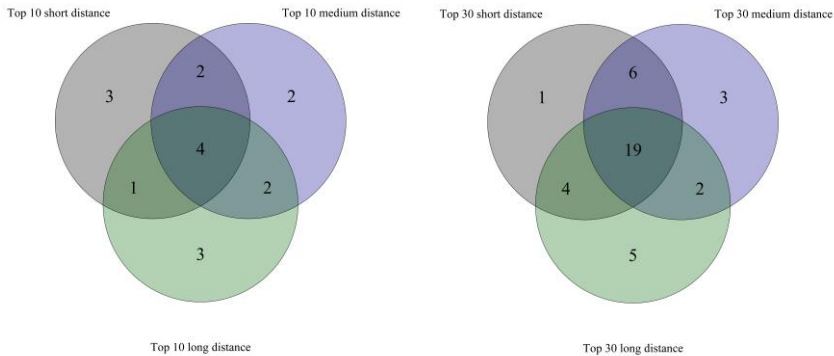 Top 10 short distance
Top 10 medium distance
3
2
2
4
1
2
3
Top 10 long distance
Top 30 short distance
Top 30 medium distance
1
6
3
19
4
2
5
Top 30 long distance